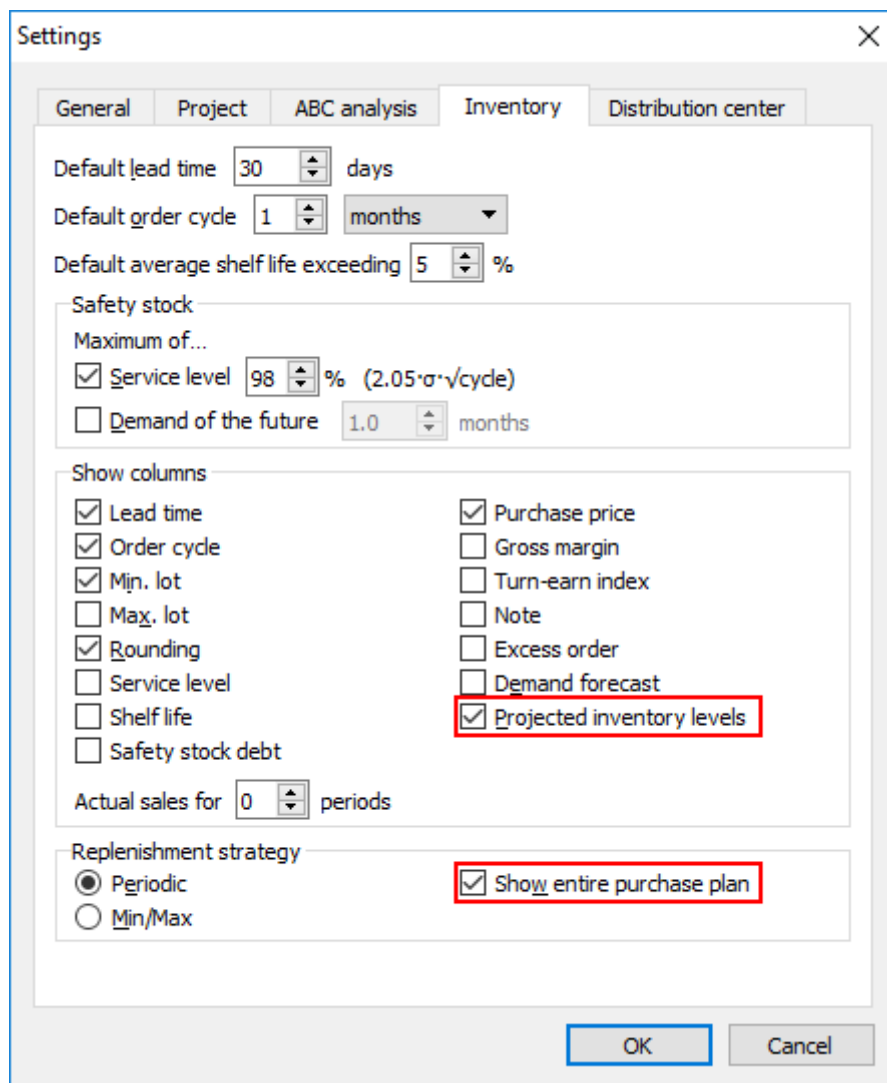 Settings
General Project ABC analysis Inventory Distribution center
Default lead time 30 days
Default order cycle 1 months
Default average shelf life exceeding 5 %
Safety stock
Maximum of...
Service level 98 % (2.05·σ·√cycle)
Demand of the future 1.0 months
Show columns
Lead time Purchase price
Order cycle Gross margin
Min. lot Turn-earn index
Max. lot Note
Rounding Excess order
Service level Demand forecast
Shelf life Projected inventory levels
Safety stock debt
Actual sales for 0 periods
Replenishment strategy
Periodic Show entire purchase plan
Min/Max
OK Cancel